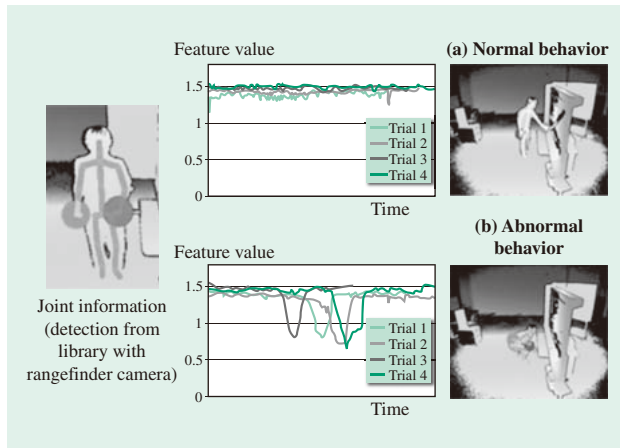 Feature value
(a) Normal behavior
1.5
1
0.5
0
Trial 1
Trial 2
Trial 3
Trial 4
Time
Joint information
(detection from
library with
rangefinder camera)
Feature value
(b) Abnormal
behavior
1.5
1
0.5
0
Trial 1
Trial 2
Trial 3
Trial 4
Time